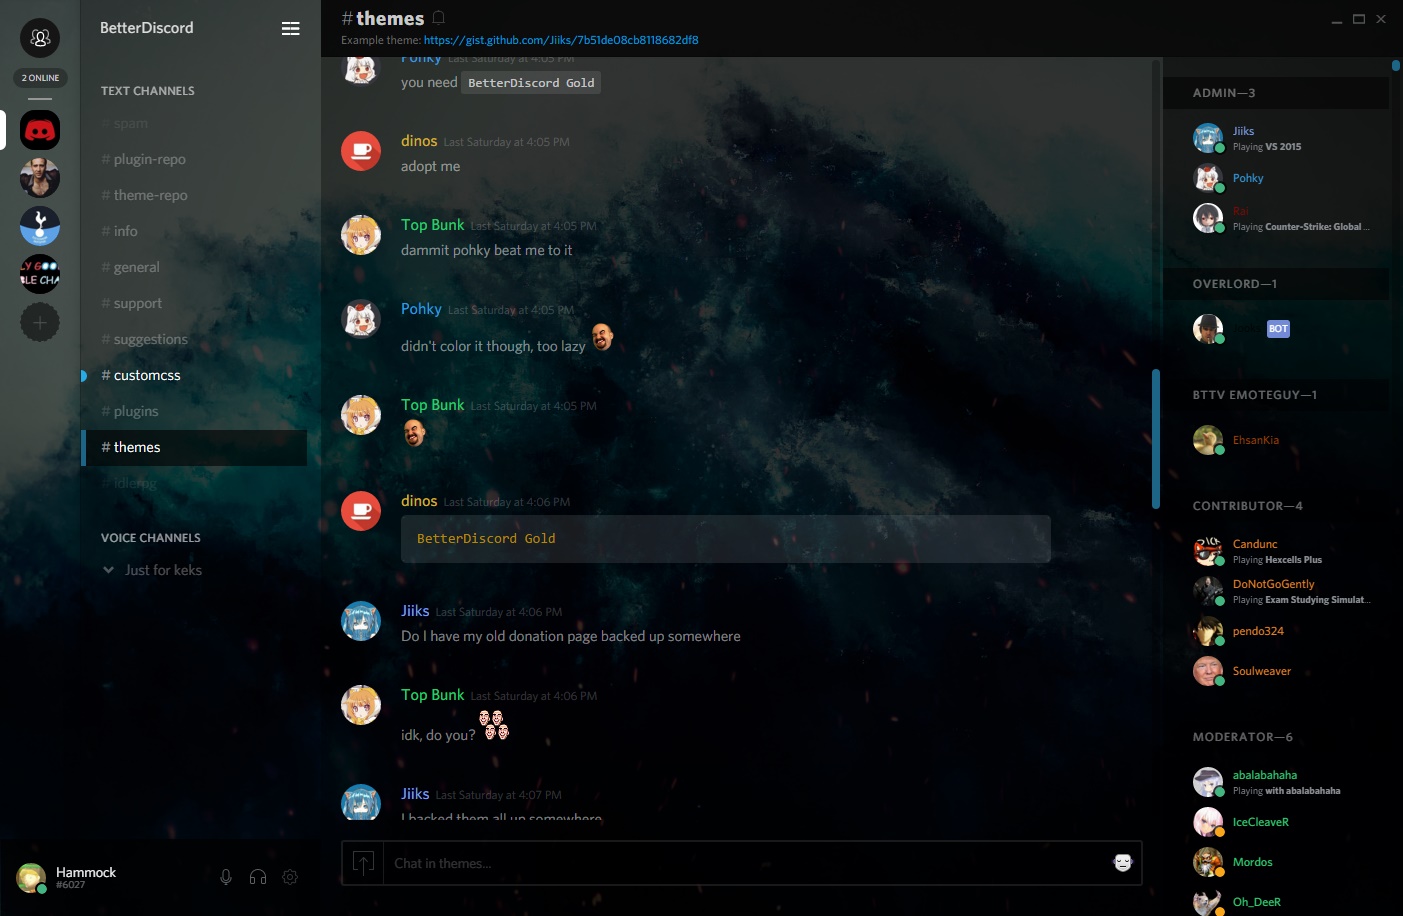 2 ONLINE
LY GOO
LE CHA
BetterDiscord
TEXT CHANNELS
# spam
# plugin-repo
# theme-repo
# info
# general
# support
# suggestions
# customcss
# plugins
# themes
# idlerpg
VOICE CHANNELS
Just for keks
Hammock
#6027
#themes
Example theme: https://gist.github.com/Jiiks/7b51de08cb8118682df8
Pohky Last Saturday at 4:05 PM
you need BetterDiscord Gold
dinos Last Saturday at 4:05 PM
adopt me
Top Bunk Last Saturday at 4:05 PM
dammit pohky beat me to it
Pohky Last Saturday at 4:05 PM
didn't color it though, too lazy
Top Bunk Last Saturday at 4:05 PM
dinos Last Saturday at 4:06 PM
BetterDiscord Gold
Jiiks Last Saturday at 4:06 PM
Do I have my old donation page backed up somewhere
Top Bunk Last Saturday at 4:06 PM
idk, do you?
Jiiks Last Saturday at 4:07 PM
I backed them all up somewhere
Chat in themes...
ADMIN—3
Jiiks
Playing VS 2015
Pohky
Rai
Playing Counter-Strike: Global ...
OVERLORD—1
BOT
BTTV EMOTEGUY—1
EhsanKia
CONTRIBUTOR—4
Candunc
Playing Hexcells Plus
DoNotGoGently
Playing Exam Studying Simulat...
pendo324
Soulweaver
MODERATOR—6
abalabahaha
Playing with abalabahaha
IceCleaveR
Mordos
Oh_DeeR